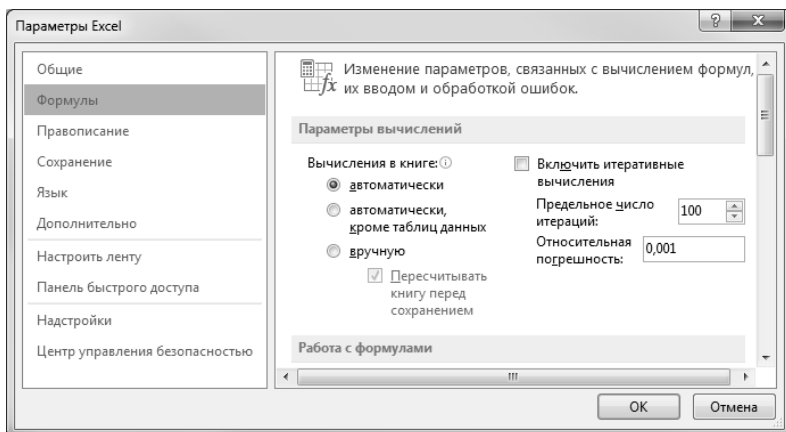 Параметры Excel
Общие
Формулы
Правописание
Сохранение
Язык
Дополнительно
Настроить ленту
Панель быстрого доступа
Надстройки
Центр управления безопасностью
Изменение параметров, связанных с вычислением формул,
их вводом и обработкой ошибок.
Параметры вычислений
Вычисления в книге:
автоматически
автоматически,
кроме таблиц данных
вручную
Пересчитывать
книгу перед
сохранением
Включить итеративные
вычисления
Предельное число
итераций:
100
Относительная
погрешность:
0,001
Работа с формулами
ОК
Отмена